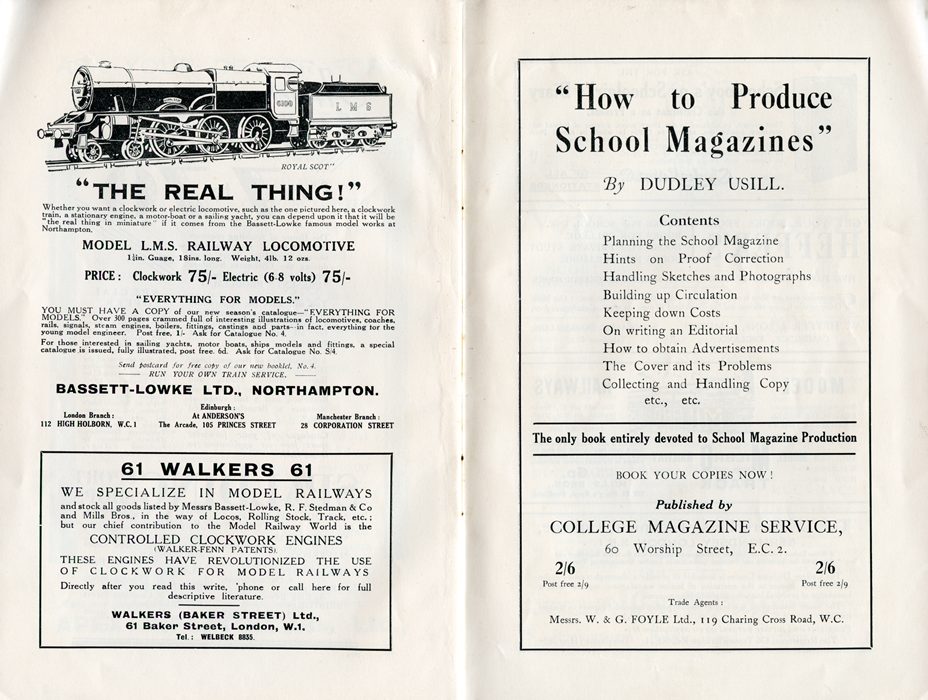 6100
L M S
ROYAL SCOT"
"THE REAL THING!"
Whether you want a clockwork or electric locomotive, such as the one pictured here, a clockwork
train, a stationary engine, a motor-boat or a sailing yacht, you can depend upon it that it will be
"the real thing in miniature" if it comes from the Bassett-Lowke famous model works at
Northampton.
MODEL L.M.S. RAILWAY LOCOMOTIVE
1¼in. Guage, 18ins. long. Weight, 4lb. 12 ozs.
PRICE: Clockwork 75/- Electric (6-8 volts) 75/-
"EVERYTHING FOR MODELS."
YOU MUST HAVE A COPY of our new season's catalogue—"EVERYTHING FOR
MODELS." Over 300 pages crammed full of interesting illustrations of locomotives, coaches,
rails, signals, steam engines, boilers, fittings, castings and parts—in fact, everything for the
young model engineer. Post free, 1/- Ask for Catalogue No. 4.
For those interested in sailing yachts, motor boats, ships models and fittings, a special
catalogue is issued, fully illustrated, post free. 6d. Ask for Catalogue No. S/4.
Send postcard for free copy of our new booklet, No. 4.
RUN YOUR OWN TRAIN SERVICE.
BASSETT-LOWKE LTD., NORTHAMPTON.
London Branch: Edinburgh: Manchester Branch:
112 HIGH HOLBORN, W.C.1 At ANDERSON'S 28 CORPORATION STREET
The Arcade, 105 PRINCES STREET
61 WALKERS 61
WE SPECIALIZE IN MODEL RAILWAYS
and stock all goods listed by Messrs Bassett-Lowke, R. F. Stedman & Co
and Mills Bros., in the way of Locos, Rolling Stock, Track, etc.;
but our chief contribution to the Model Railway World is the
CONTROLLED CLOCKWORK ENGINES
(WALKER-FENN PATENTS).
THESE ENGINES HAVE REVOLUTIONIZED THE USE
OF CLOCKWORK FOR MODEL RAILWAYS
Directly after you read this write, 'phone or call here for full
descriptive literature.
WALKERS (BAKER STREET) Ltd.,
61 Baker Street, London, W.1.
Tel.: WELBECK 8855.
"How to Produce
School Magazines"
By DUDLEY USILL.
Contents
Planning the School Magazine
Hints on Proof Correction
Handling Sketches and Photographs
Building up Circulation
Keeping down Costs
On writing an Editorial
How to obtain Advertisements
The Cover and its Problems
Collecting and Handling Copy
etc., etc.
The only book entirely devoted to School Magazine Production
BOOK YOUR COPIES NOW!
Published by
COLLEGE MAGAZINE SERVICE,
60 Worship Street, E.C. 2.
2/6 2/6
Post free 2/9 Post free 2/9
Trade Agents:
Messrs. W. & G. FOYLE Ltd., 119 Charing Cross Road, W.C.